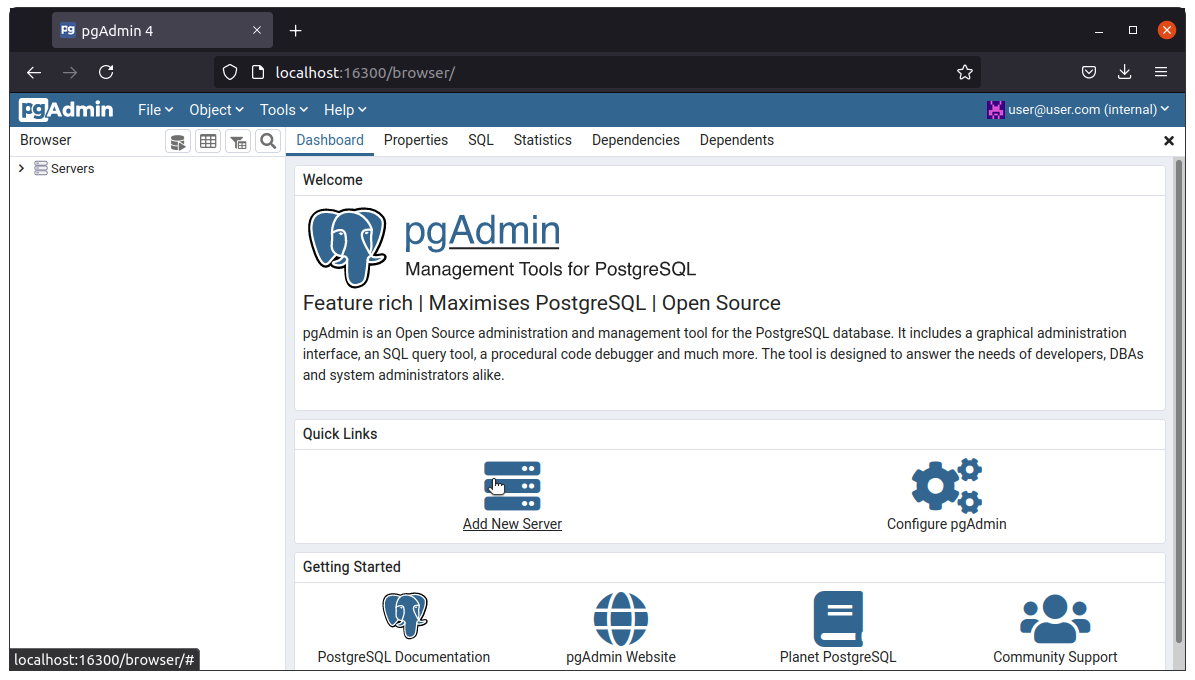 pgAdmin 4
localhost:16300/browser/
pgAdmin File Object Tools Help user@user.com (internal)
Browser Dashboard Properties SQL Statistics Dependencies Dependents
Servers
Welcome
pgAdmin
Management Tools for PostgreSQL
Feature rich | Maximises PostgreSQL | Open Source
pgAdmin is an Open Source administration and management tool for the PostgreSQL database. It includes a graphical administration
interface, an SQL query tool, a procedural code debugger and much more. The tool is designed to answer the needs of developers, DBAs
and system administrators alike.
Quick Links
Add New Server Configure pgAdmin
Getting Started
PostgreSQL Documentation pgAdmin Website Planet PostgreSQL Community Support
localhost:16300/browser/#